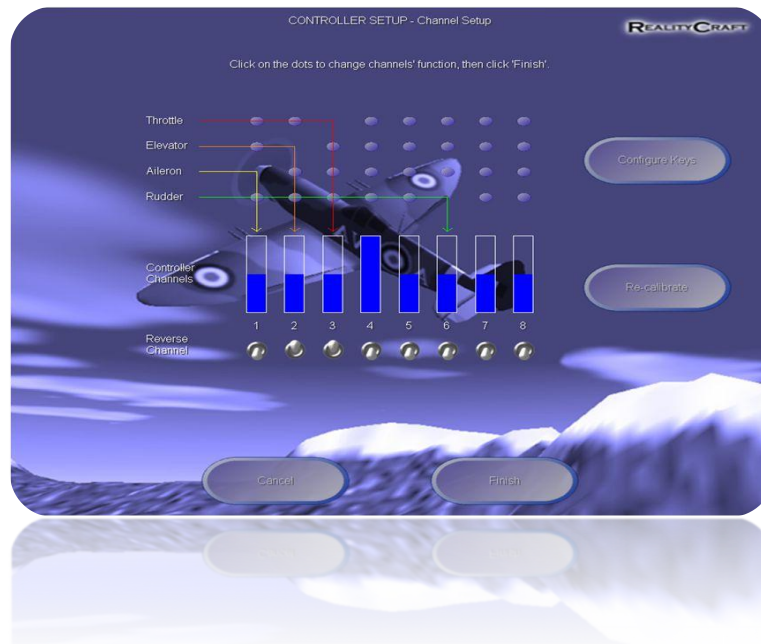 CONTROLLER SETUP - Channel Setup
REALITYCRAFT
Click on the dots to change channels' function, then click 'Finish'.
Throttle
Elevator
Configure Keys
Aileron
Rudder
Controller
Channels
Re-calibrate
1 2 3 4 5 6 7 8
Reverse
Channel
Cancel Finish